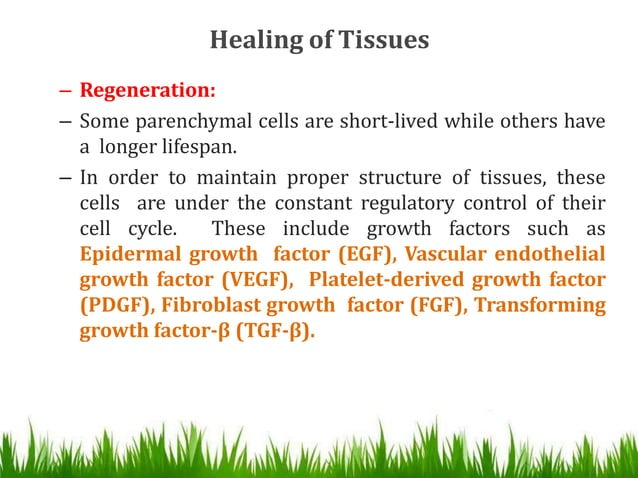 Healing of Tissues
– Regeneration:
– Some parenchymal cells are short-lived while others have
a longer lifespan.
– In order to maintain proper structure of tissues, these
cells are under the constant regulatory control of their
cell cycle. These include growth factors such as
Epidermal growth factor (EGF), Vascular endothelial
growth factor (VEGF), Platelet-derived growth factor
(PDGF), Fibroblast growth factor (FGF), Transforming
growth factor-β (TGF-β).